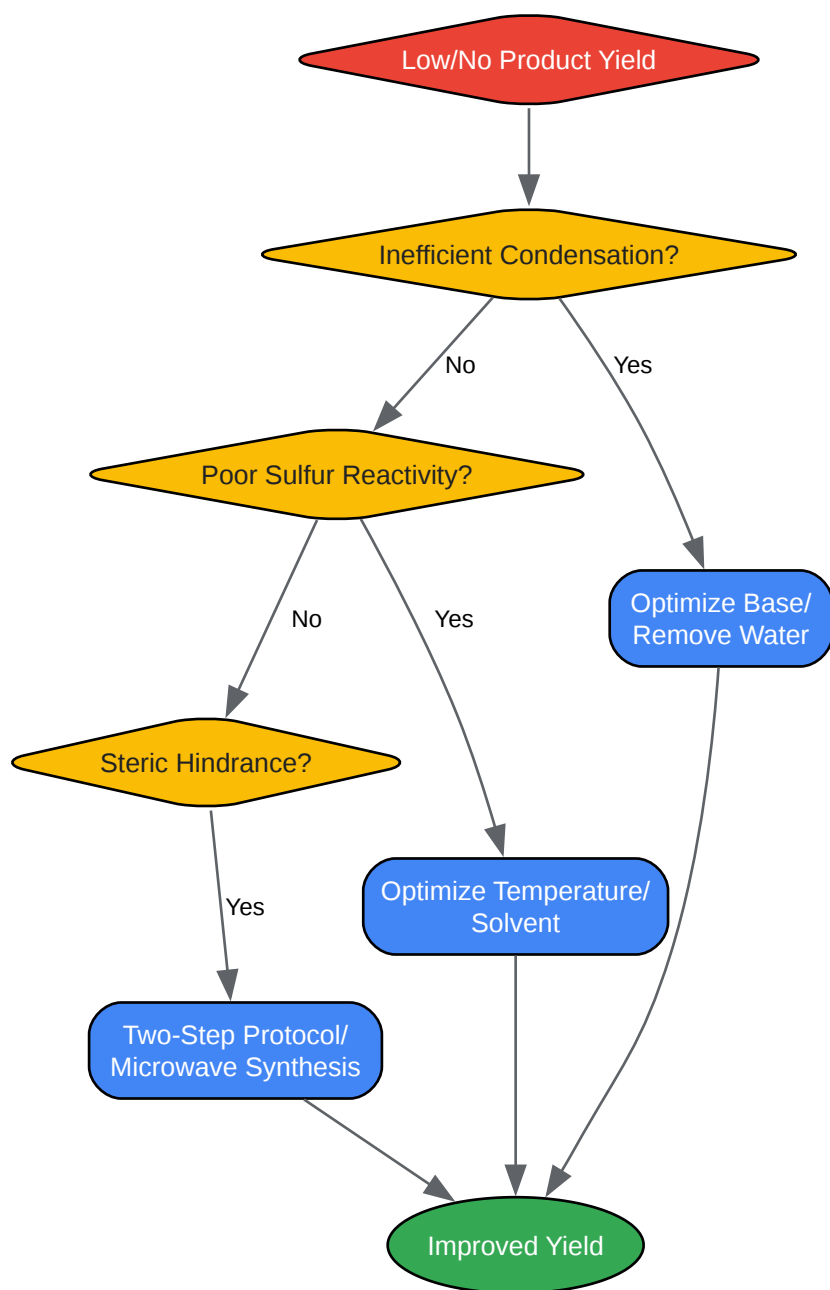 Low/No Product Yield
Inefficient Condensation?
No
Yes
Poor Sulfur Reactivity?
Optimize Base/
Remove Water
No
Yes
Steric Hindrance?
Optimize Temperature/
Solvent
Yes
Two-Step Protocol/
Microwave Synthesis
Improved Yield